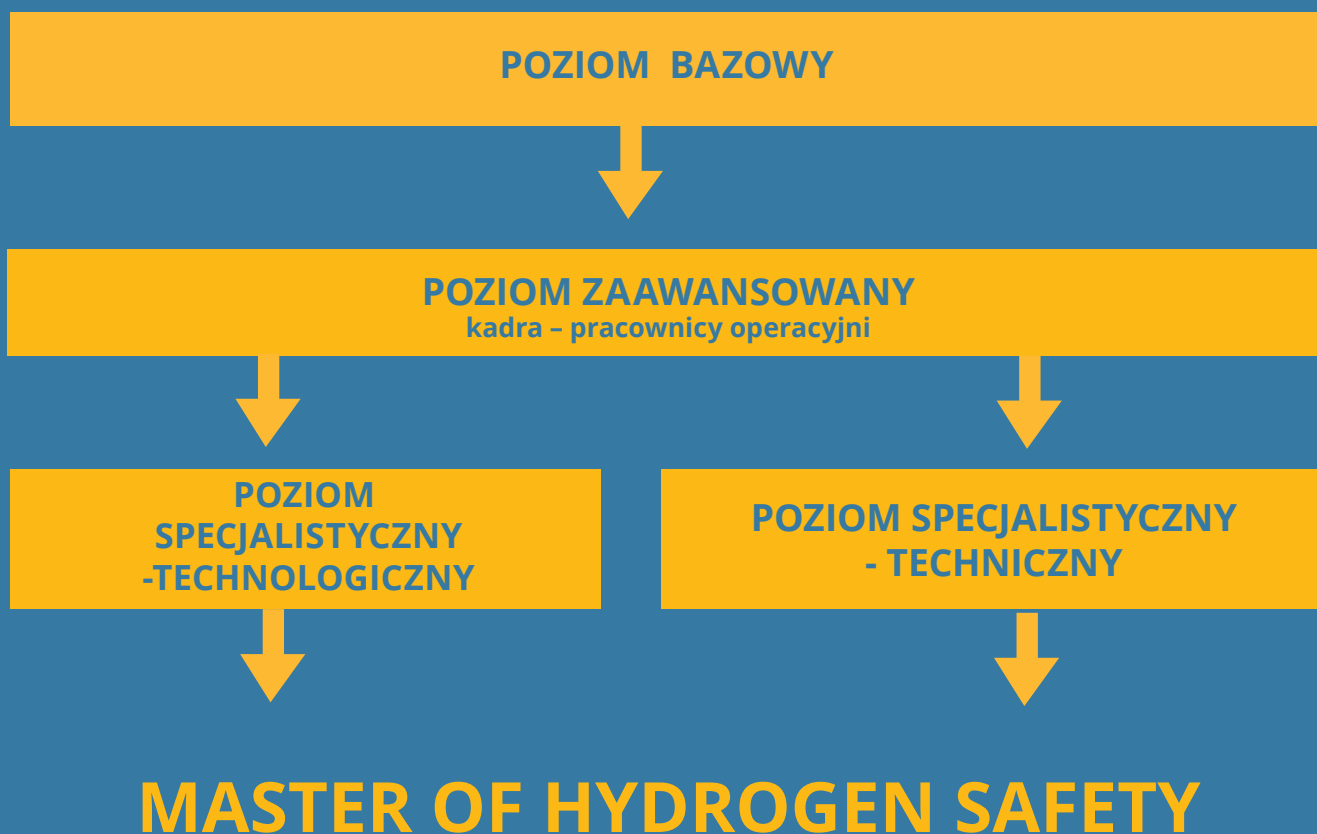 POZIOM  BAZOWY
POZIOM ZAAWANSOWANY
kadra – pracownicy operacyjni
POZIOM
SPECJALISTYCZNY
-TECHNOLOGICZNY
POZIOM SPECJALISTYCZNY
- TECHNICZNY
MASTER OF HYDROGEN SAFETY